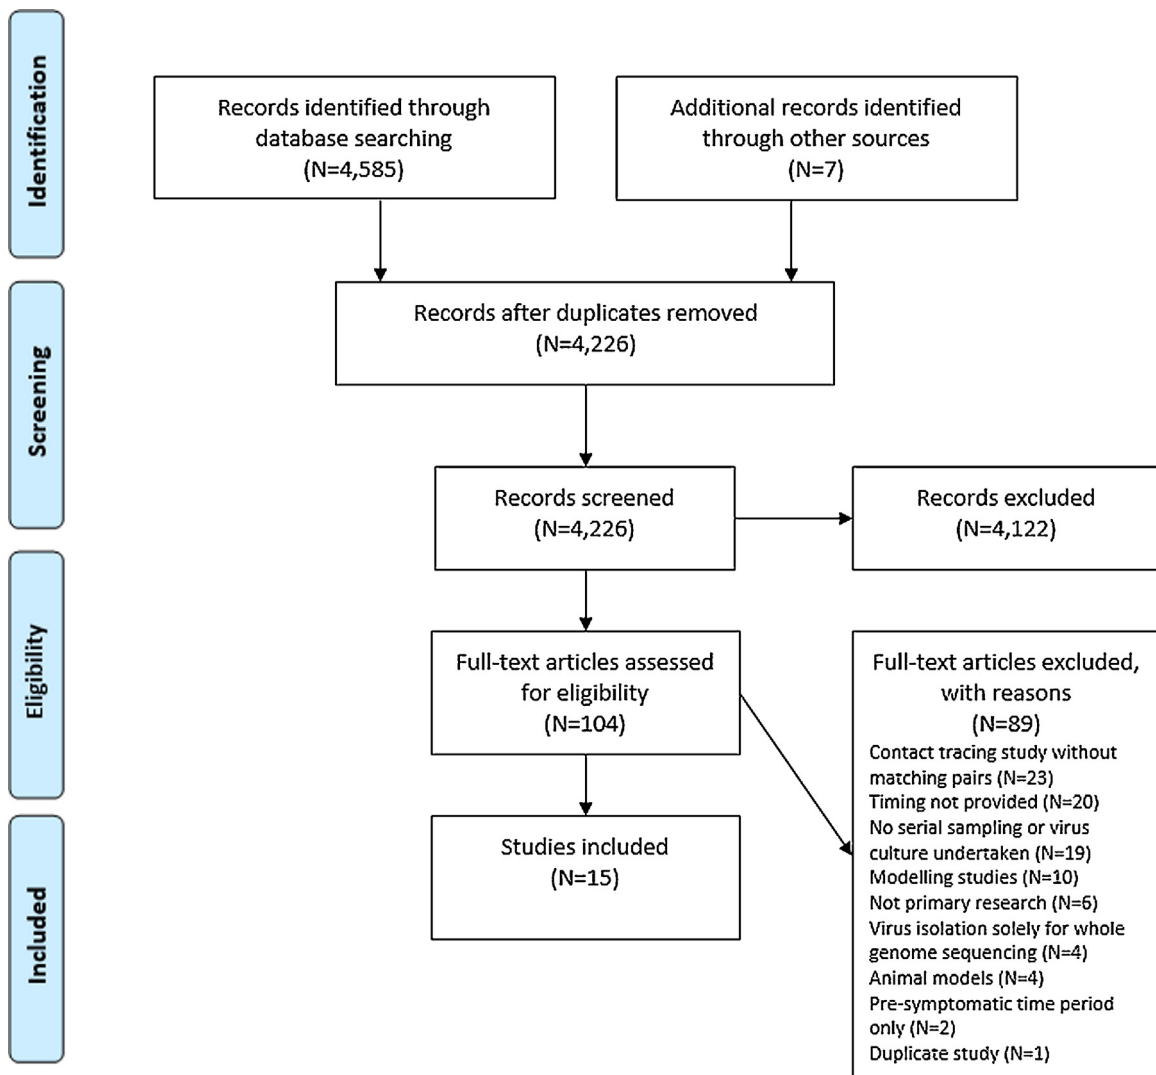 Identification
Records identified through
database searching
(N=4,585)
Additional records identified
through other sources
(N=7)
Screening
Records after duplicates removed
(N=4,226)
Records screened
(N=4,226)
Records excluded
(N=4,122)
Eligibility
Full-text articles assessed
for eligibility
(N=104)
Full-text articles excluded,
with reasons
(N=89)
Contact tracing study without
matching pairs (N=23)
Timing not provided (N=20)
No serial sampling or virus
culture undertaken (N=19)
Modelling studies (N=10)
Not primary research (N=6)
Virus isolation solely for whole
genome sequencing (N=4)
Animal models (N=4)
Pre-symptomatic time period
only (N=2)
Duplicate study (N=1)
Included
Studies included
(N=15)